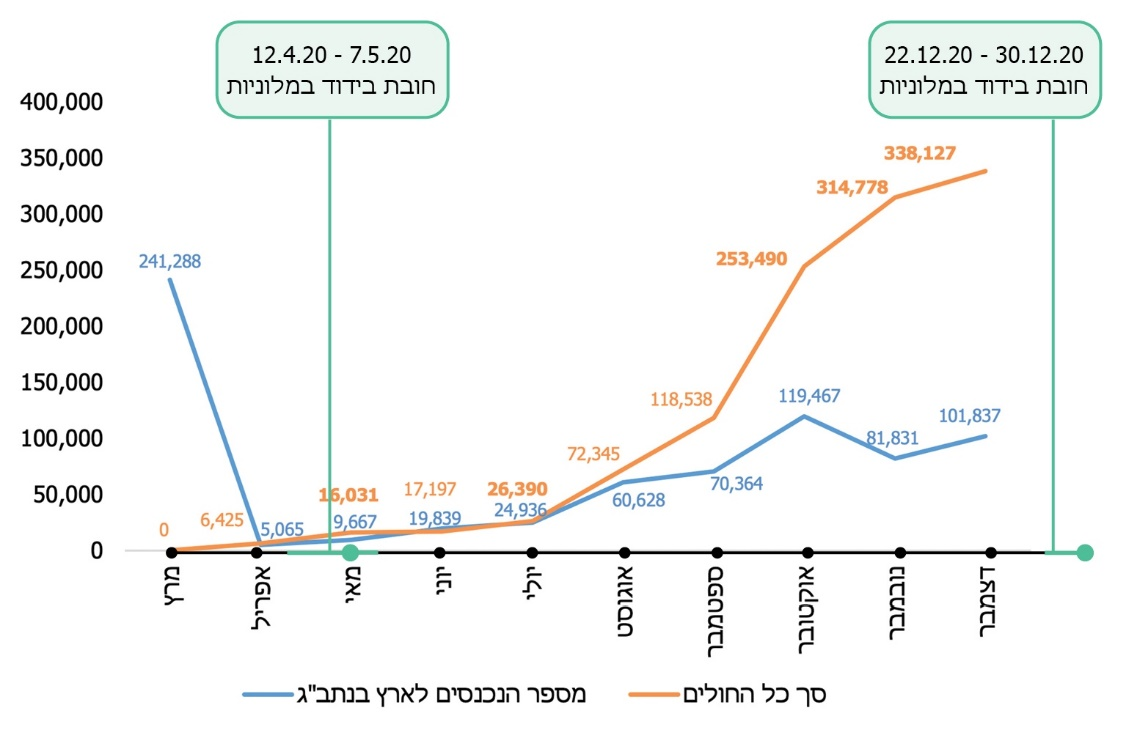 12.4.20 - 7.5.20
חובת בידוד במלוניות
22.12.20 - 30.12.20
חובת בידוד במלוניות
400,000
350,000
300,000
250,000
200,000
150,000
100,000
50,000
0
241,288
5,065
9,667
19,839
24,936
60,628
70,364
119,467
81,831
101,837
0
6,425
16,031
17,197
26,390
72,345
118,538
253,490
314,778
338,127
מרץ
אפריל
מאי
יוני
יולי
אוגוסט
ספטמבר
אוקטובר
נובמבר
דצמבר
מספר הנכנסים לארץ בנתב"ג
סך כל החולים